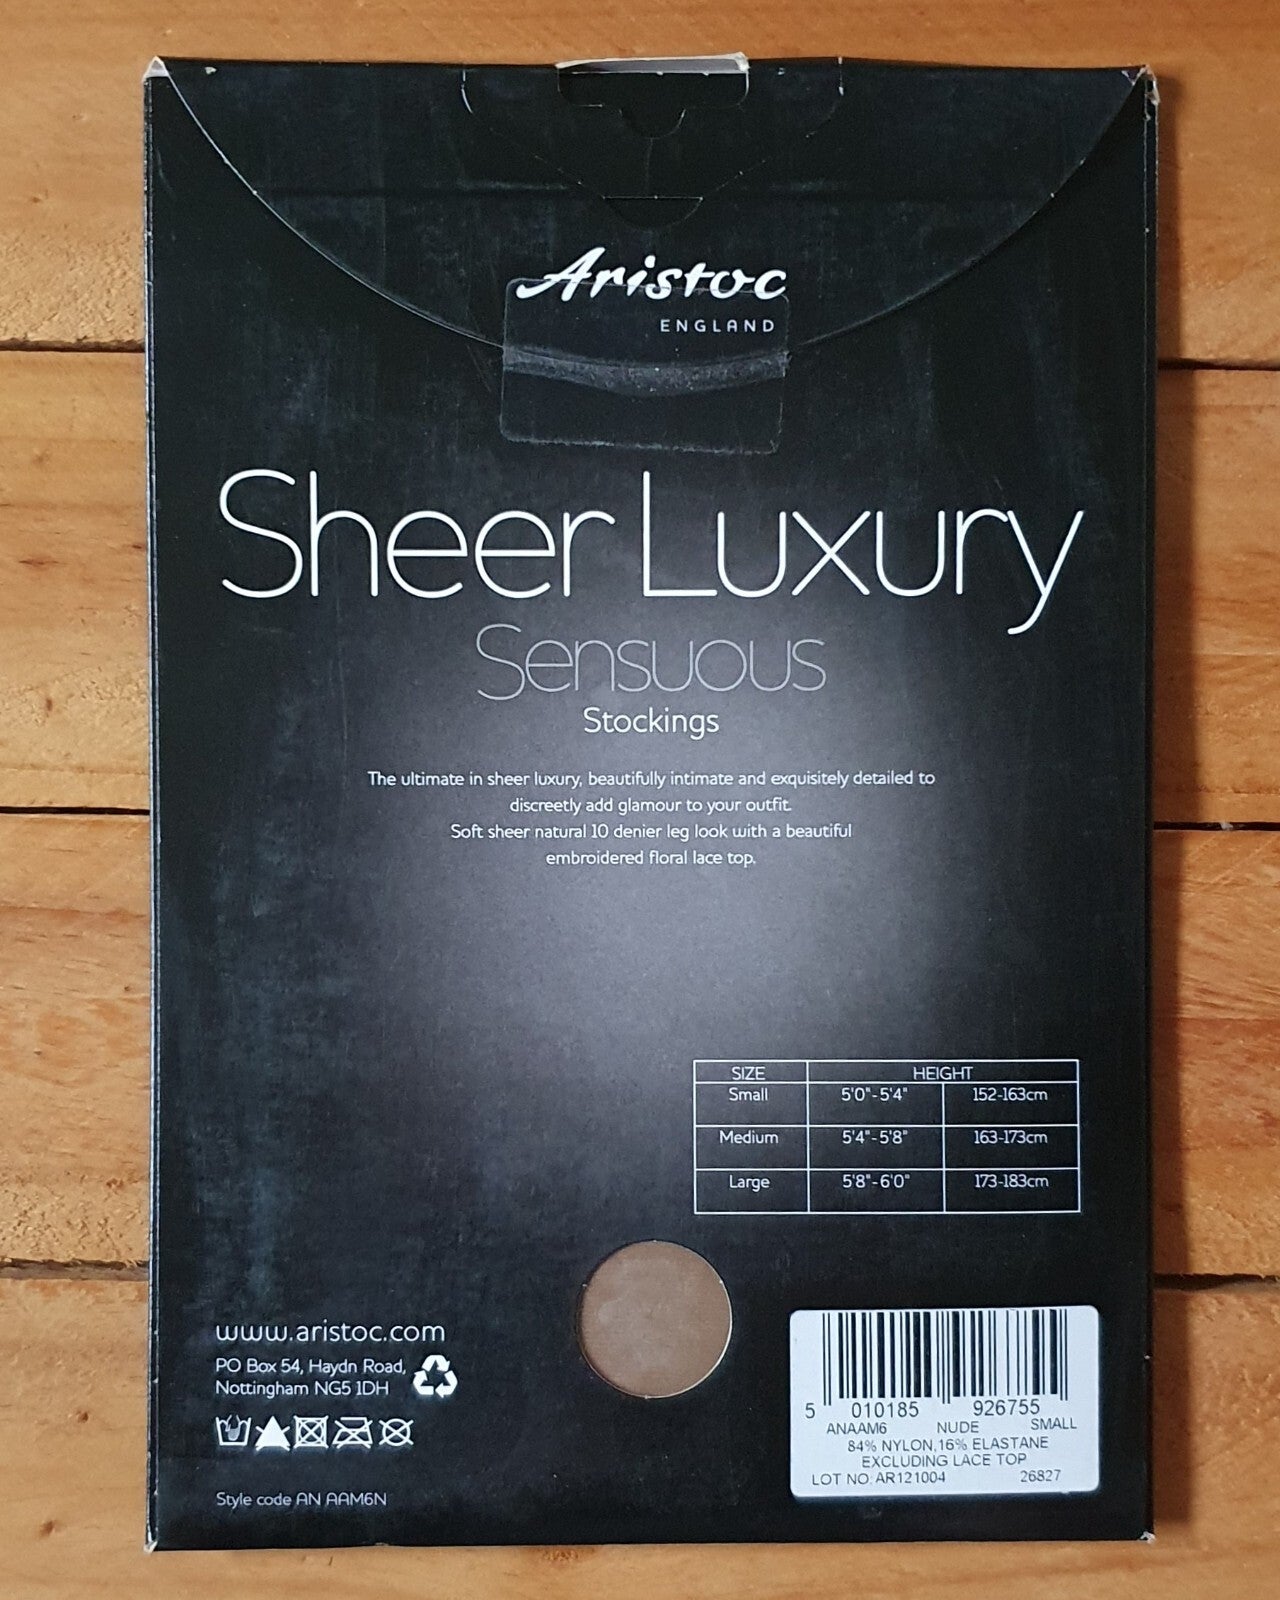 Aristoc
ENGLAND
Sheer Luxury
Sensuous
Stockings
The ultimate in sheer luxury, beautifully intimate and exquisitely detailed to
discreetly add glamour to your outfit.
Soft sheer natural 10 denier leg look with a beautiful
embroidered floral lace top.
SIZE HEIGHT
Small 5'0"-5'4" 152-163cm
Medium 5'4"-5'8" 163-173cm
Large 5'8"-6'0" 173-183cm
www.aristoc.com
PO Box 54, Haydn Road,
Nottingham NG5 1DH
Style code AN AAM6N
5 010185 926755
ANAAM6 NUDE SMALL
84% NYLON,16% ELASTANE
EXCLUDING LACE TOP
LOT NO: AR121004 26827